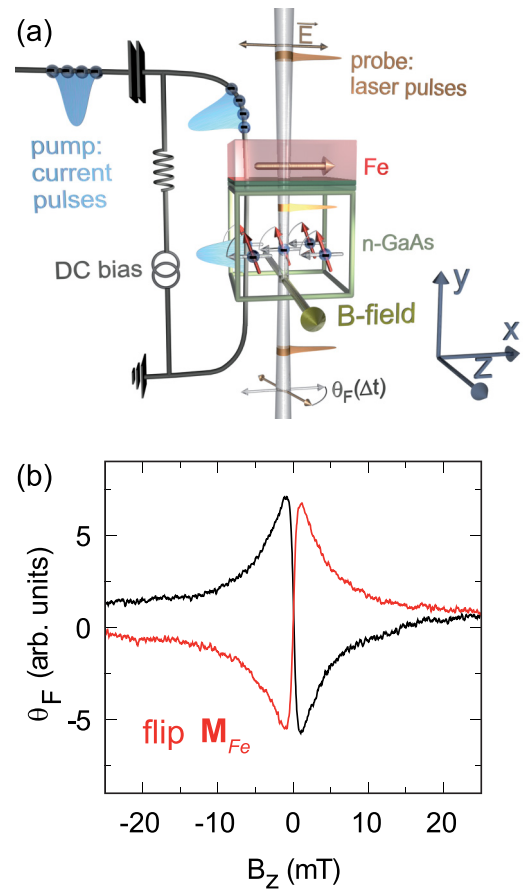 (a)
E
probe:
laser pulses
pump:
current
pulses
Fe
n-GaAs
DC bias
B-field
y
x
z
θF(Δt)
(b)
θF (arb. units)
5
0
-5
flip MFe
-20
-10
0
10
20
Bz (mT)